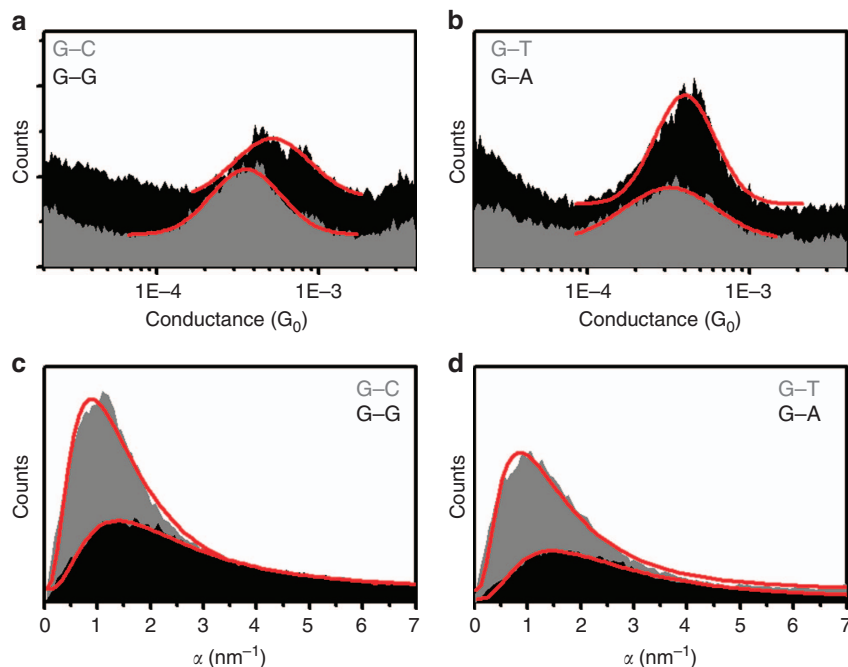 a
G–C
G–G
Counts
1E–4 1E–3
Conductance (G₀)
b
G–T
G–A
Counts
1E–4 1E–3
Conductance (G₀)
c
G–C
G–G
Counts
0 1 2 3 4 5 6 7
α (nm⁻¹)
d
G–T
G–A
Counts
0 1 2 3 4 5 6 7
α (nm⁻¹)